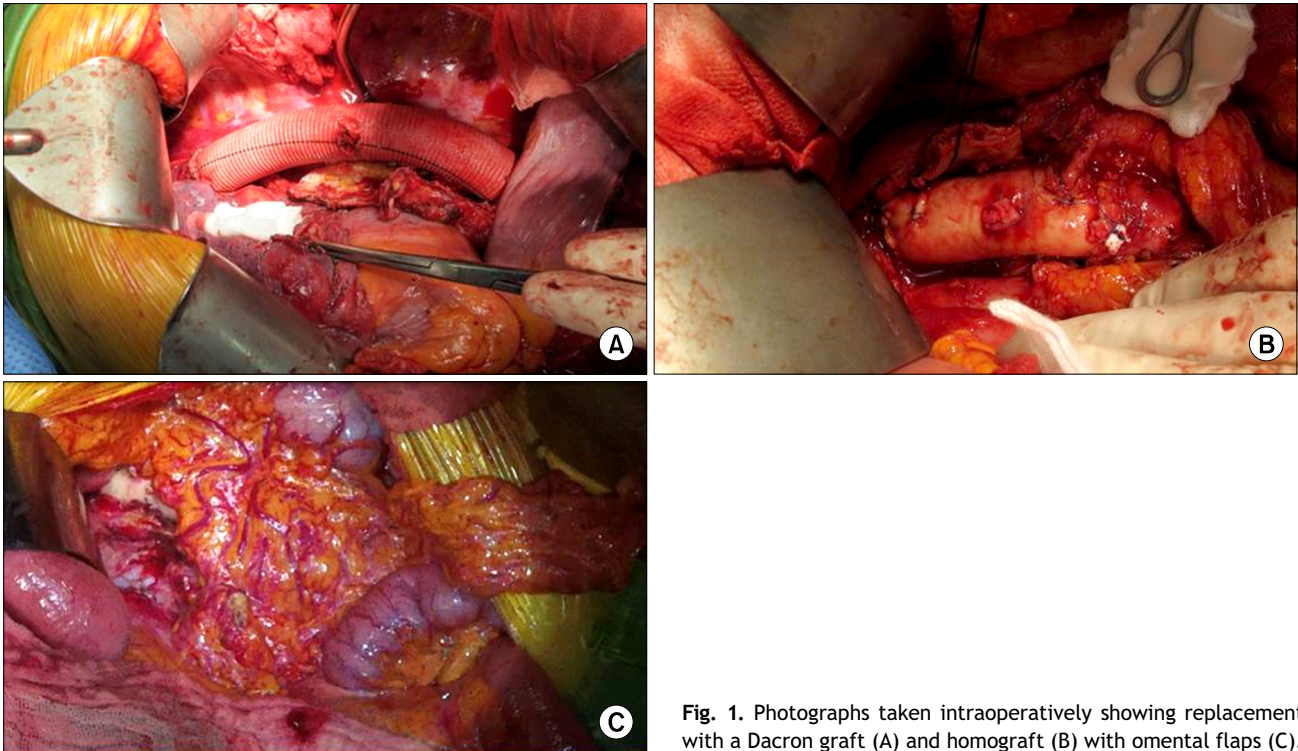 A
B
C
Fig. 1. Photographs taken intraoperatively showing replacement
with a Dacron graft (A) and homograft (B) with omental flaps (C).